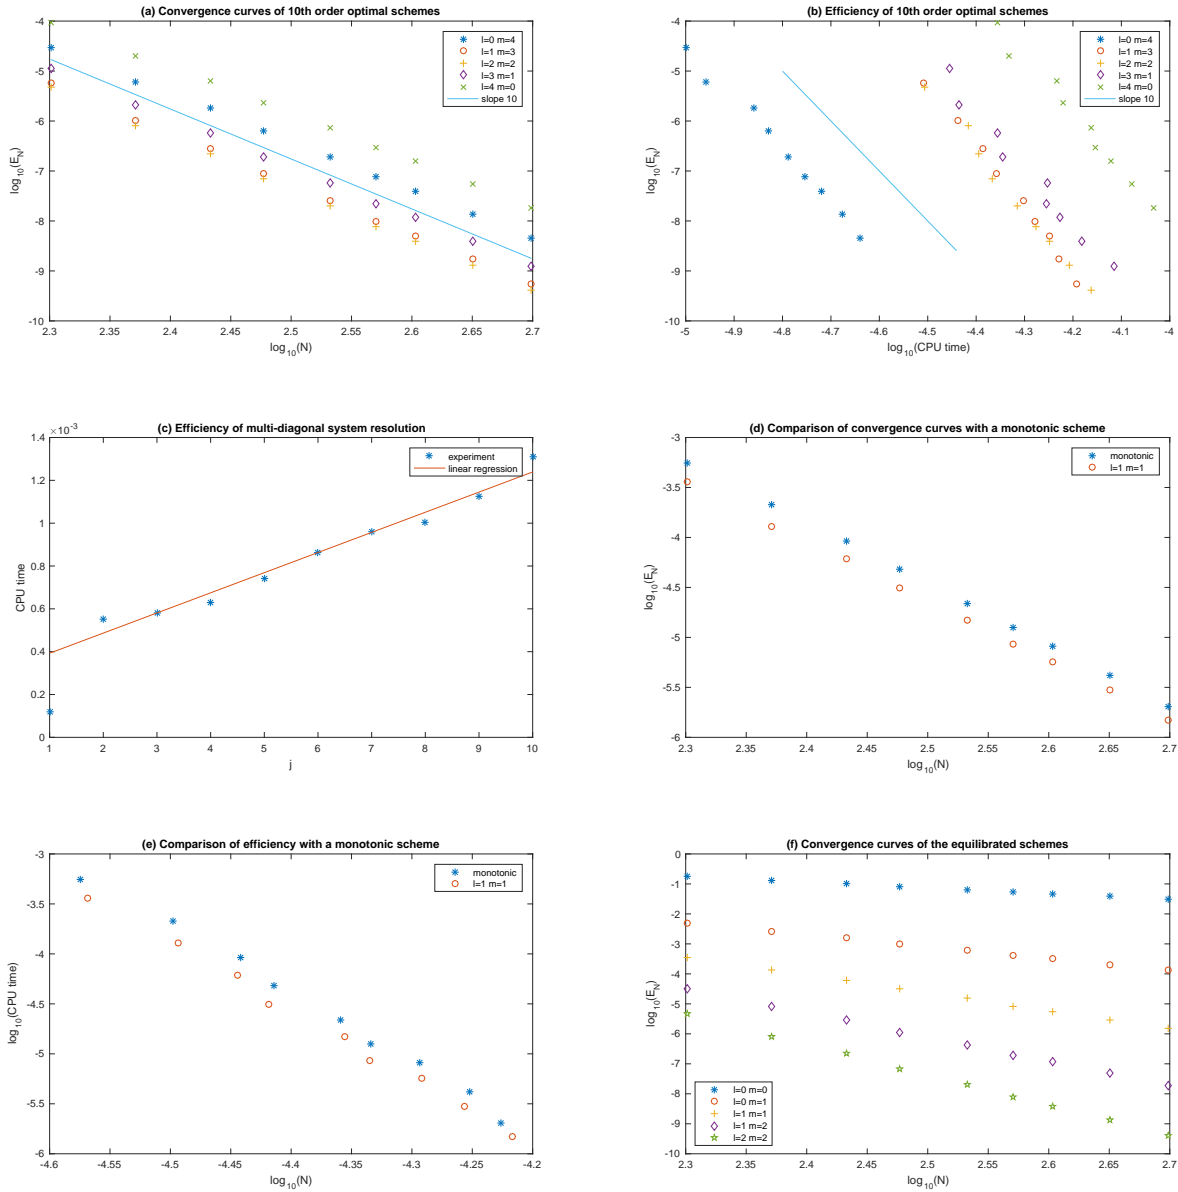 (a) Convergence curves of 10th order optimal schemes
-4
-5
-6
-7
-8
-9
-10
log10(EN)
2.3 2.35 2.4 2.45 2.5 2.55 2.6 2.65 2.7
log10(N)
l=0 m=4
l=1 m=3
l=2 m=2
l=3 m=1
l=4 m=0
slope 10
(b) Efficiency of 10th order optimal schemes
-4
-5
-6
-7
-8
-9
-10
log10(EN)
-5 -4.9 -4.8 -4.7 -4.6 -4.5 -4.4 -4.3 -4.2 -4.1 -4
log10(CPU time)
l=0 m=4
l=1 m=3
l=2 m=2
l=3 m=1
l=4 m=0
slope 10
(c) Efficiency of multi-diagonal system resolution
×10-3
1.4
1.2
1
0.8
0.6
0.4
0.2
0
CPU time
1 2 3 4 5 6 7 8 9 10
j
experiment
linear regression
(d) Comparison of convergence curves with a monotonic scheme
-3
-3.5
-4
-4.5
-5
-5.5
-6
log10(EN)
2.3 2.35 2.4 2.45 2.5 2.55 2.6 2.65 2.7
log10(N)
monotonic
l=1 m=1
(e) Comparison of efficiency with a monotonic scheme
-3
-3.5
-4
-4.5
-5
-5.5
-6
log10(CPU time)
-4.6 -4.55 -4.5 -4.45 -4.4 -4.35 -4.3 -4.25 -4.2
log10(N)
monotonic
l=1 m=1
(f) Convergence curves of the equilibrated schemes
0
-1
-2
-3
-4
-5
-6
-7
-8
-9
-10
log10(EN)
2.3 2.35 2.4 2.45 2.5 2.55 2.6 2.65 2.7
log10(N)
l=0 m=0
l=0 m=1
l=1 m=1
l=1 m=2
l=2 m=2